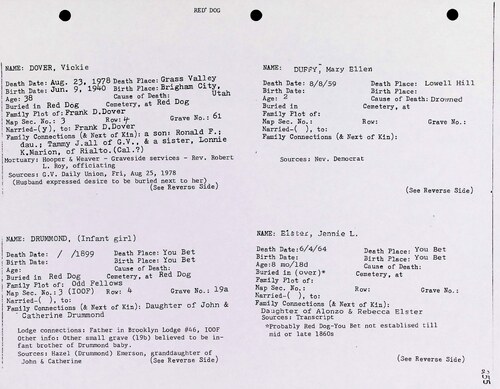 RED DOG
NAME: DOVER, Vickie
Death Date: Aug. 23, 1978 Death Place: Grass Valley
Birth Date: Jun. 9, 1940 Birth Place: Brigham City, Utah
Age: 38 Cause of Death:
Buried in Red Dog Cemetery, at Red Dog
Family Plot of: Frank D.Dover
Map Sec. No.: 3 Row: 4 Grave No.: 61
Married-(y), to: Frank D.Dover
Family Connections (& Next of Kin): a son: Ronald F.;
dau.; Tammy J.all of G.V., & a sister, Lonnie
K.Narion, of Rialto.(Cal.?)
Mortuary: Hooper & Weaver - Graveside services - Rev. Robert
L. Roy, officiating
Sources: G.V. Daily Union, Fri, Aug 25, 1978
(Husband expressed desire to be buried next to her)
(See Reverse Side)
NAME: DUFFY, Mary Ellen
Death Date: 8/8/59 Death Place: Lowell Hill
Birth Date: Birth Place:
Age: 2 Cause of Death: Drowned
Buried in Cemetery, at
Family Plot of:
Map Sec. No.: Row: Grave No.:
Married-( ), to:
Family Connections (& Next of Kin):
Sources: Nev. Democrat
(See Reverse Side)
NAME: DRUMMOND, (Infant girl)
Death Date: / /1899 Death Place: You Bet
Birth Date: Birth Place: You Bet
Age: Cause of Death:
Buried in Red Dog Cemetery, at Red Dog
Family Plot of: Odd Fellows
Map Sec. No.: 3 (IOOF) Row: 4 Grave No.: 19a
Married-( ), to:
Family Connections (& Next of Kin): Daughter of John &
Catherine Drummond
Lodge connections: Father in Brooklyn Lodge #46, IOOF
Other info: Other small grave (19b) believed to be in-
fant brother of Drummond baby.
Sources: Hazel (Drummond) Emerson, granddaughter of
John & Catherine (See Reverse Side)
NAME: Elster, Jennie L.
Death Date: 6/4/64 Death Place: You Bet
Birth Date: Birth Place: You Bet
Age: 8 mo/18d Cause of Death:
Buried in (over)* Cemetery, at
Family Plot of:
Map Sec. No.: Row: Grave No.:
Married-( ), to:
Family Connections (& Next of Kin):
Daughter of Alonzo & Rebecca Elster
Sources: Transcript
*Probably Red Dog-You Bet not establised till
mid or late 1860s
(See Reverse Side)